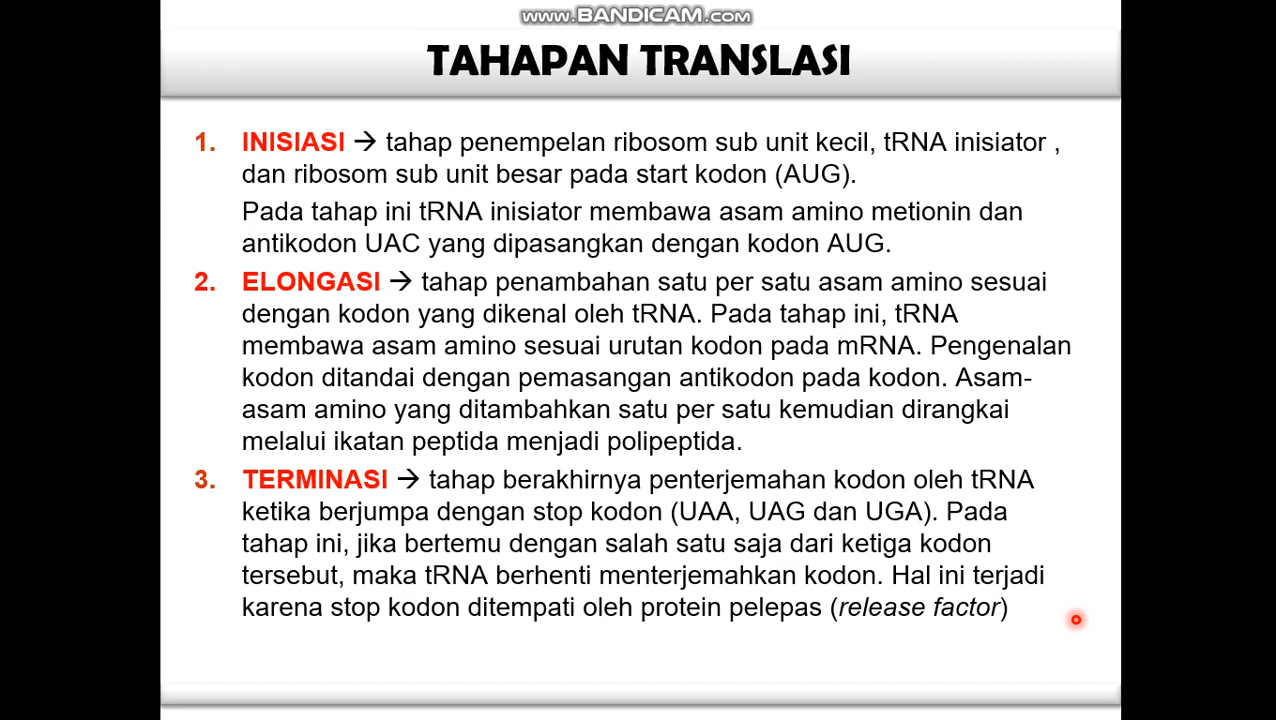 www.BANDICAM.com
TAHAPAN TRANSLASI
1. INISIASI → tahap penempelan ribosom sub unit kecil, tRNA inisiator ,
dan ribosom sub unit besar pada start kodon (AUG).
Pada tahap ini tRNA inisiator membawa asam amino metionin dan
antikodon UAC yang dipasangkan dengan kodon AUG.
2. ELONGASI → tahap penambahan satu per satu asam amino sesuai
dengan kodon yang dikenal oleh tRNA. Pada tahap ini, tRNA
membawa asam amino sesuai urutan kodon pada mRNA. Pengenalan
kodon ditandai dengan pemasangan antikodon pada kodon. Asam-
asam amino yang ditambahkan satu per satu kemudian dirangkai
melalui ikatan peptida menjadi polipeptida.
3. TERMINASI → tahap berakhirnya penterjemahan kodon oleh tRNA
ketika berjumpa dengan stop kodon (UAA, UAG dan UGA). Pada
tahap ini, jika bertemu dengan salah satu saja dari ketiga kodon
tersebut, maka tRNA berhenti menterjemahkan kodon. Hal ini terjadi
karena stop kodon ditempati oleh protein pelepas (release factor)